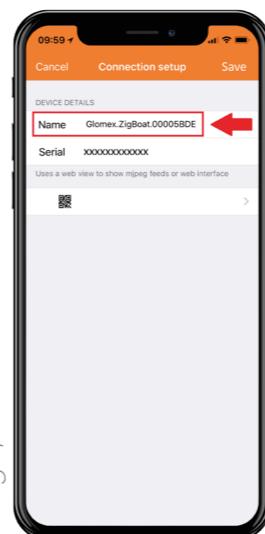 09:59
Cancel Connection setup Save
DEVICE DETAILS
Name Glomex.ZigBoat.00005BDE
Serial xxxxxxxxxxxx
Uses a web view to show mjpeg feeds or web interface